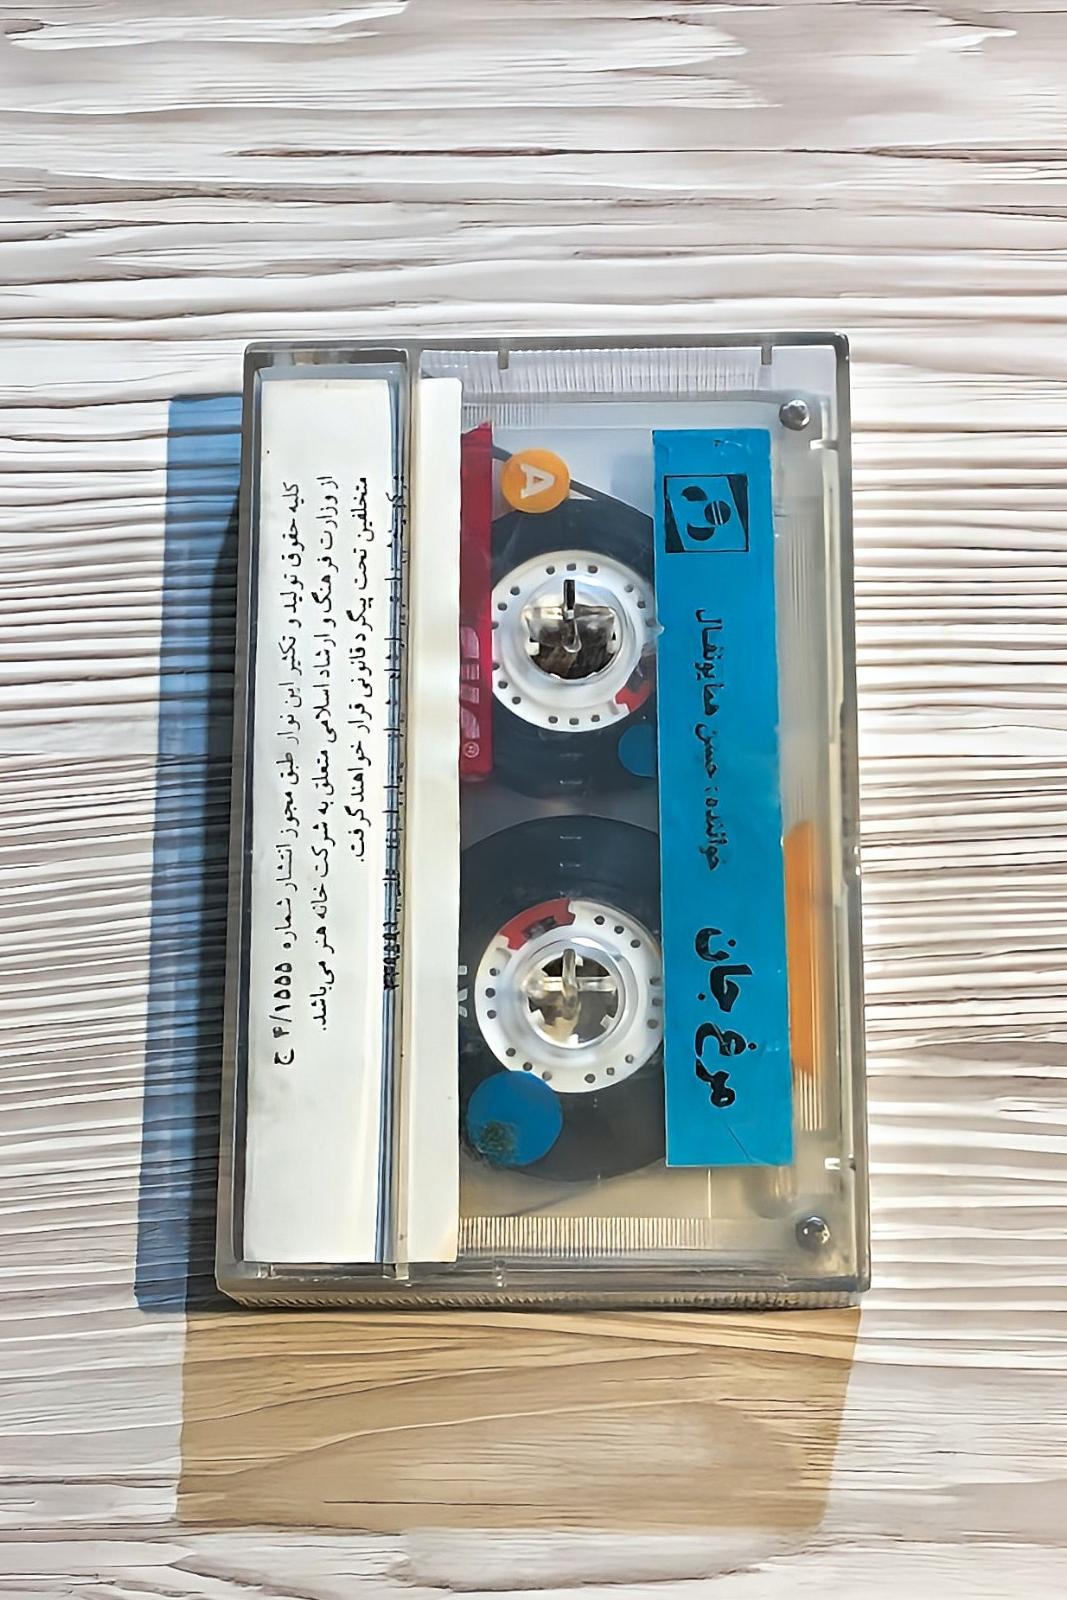 کلیه حقوق تولید و تکثیر این نوار طبق مجوز انتشار شماره ۴/۱۵۵۵ ج
از وزارت فرهنگ و ارشاد اسلامی متعلق به شرکت خانه هنر می‌باشد.
متخلفین تحت پیگرد قانونی قرار خواهند گرفت.
A
مرغ جان
خواننده: حسن همایونفال